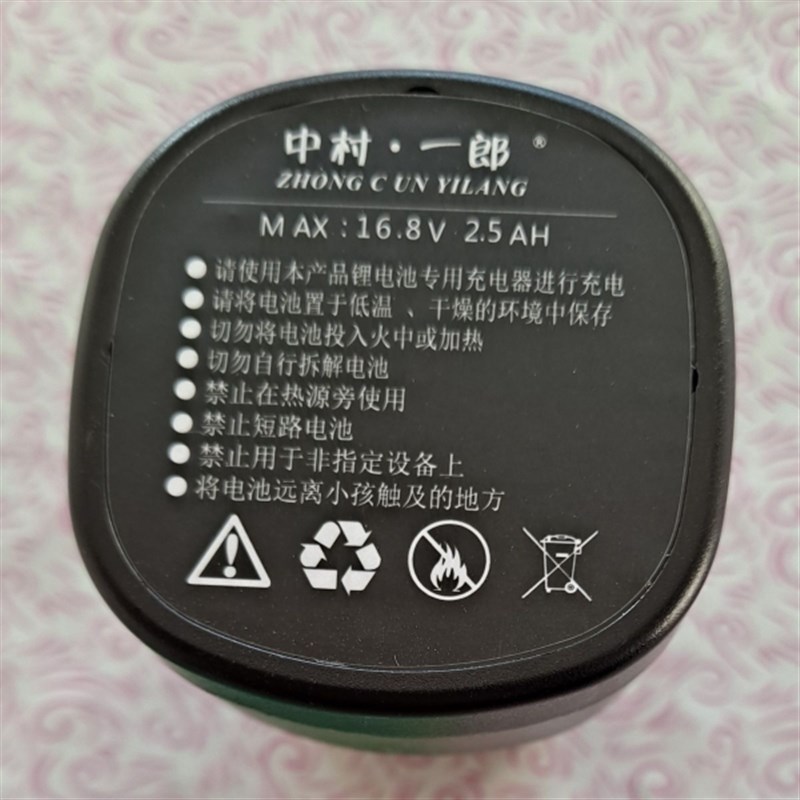 中村·一郎®
ZHONG C UN YILANG
MAX:16.8V 2.5AH
请使用本产品锂电池专用充电器进行充电
请将电池置于低温、干燥的环境中保存
切勿将电池投入火中或加热
切勿自行拆解电池
禁止在热源旁使用
禁止短路电池
禁止用于非指定设备上
将电池远离小孩触及的地方